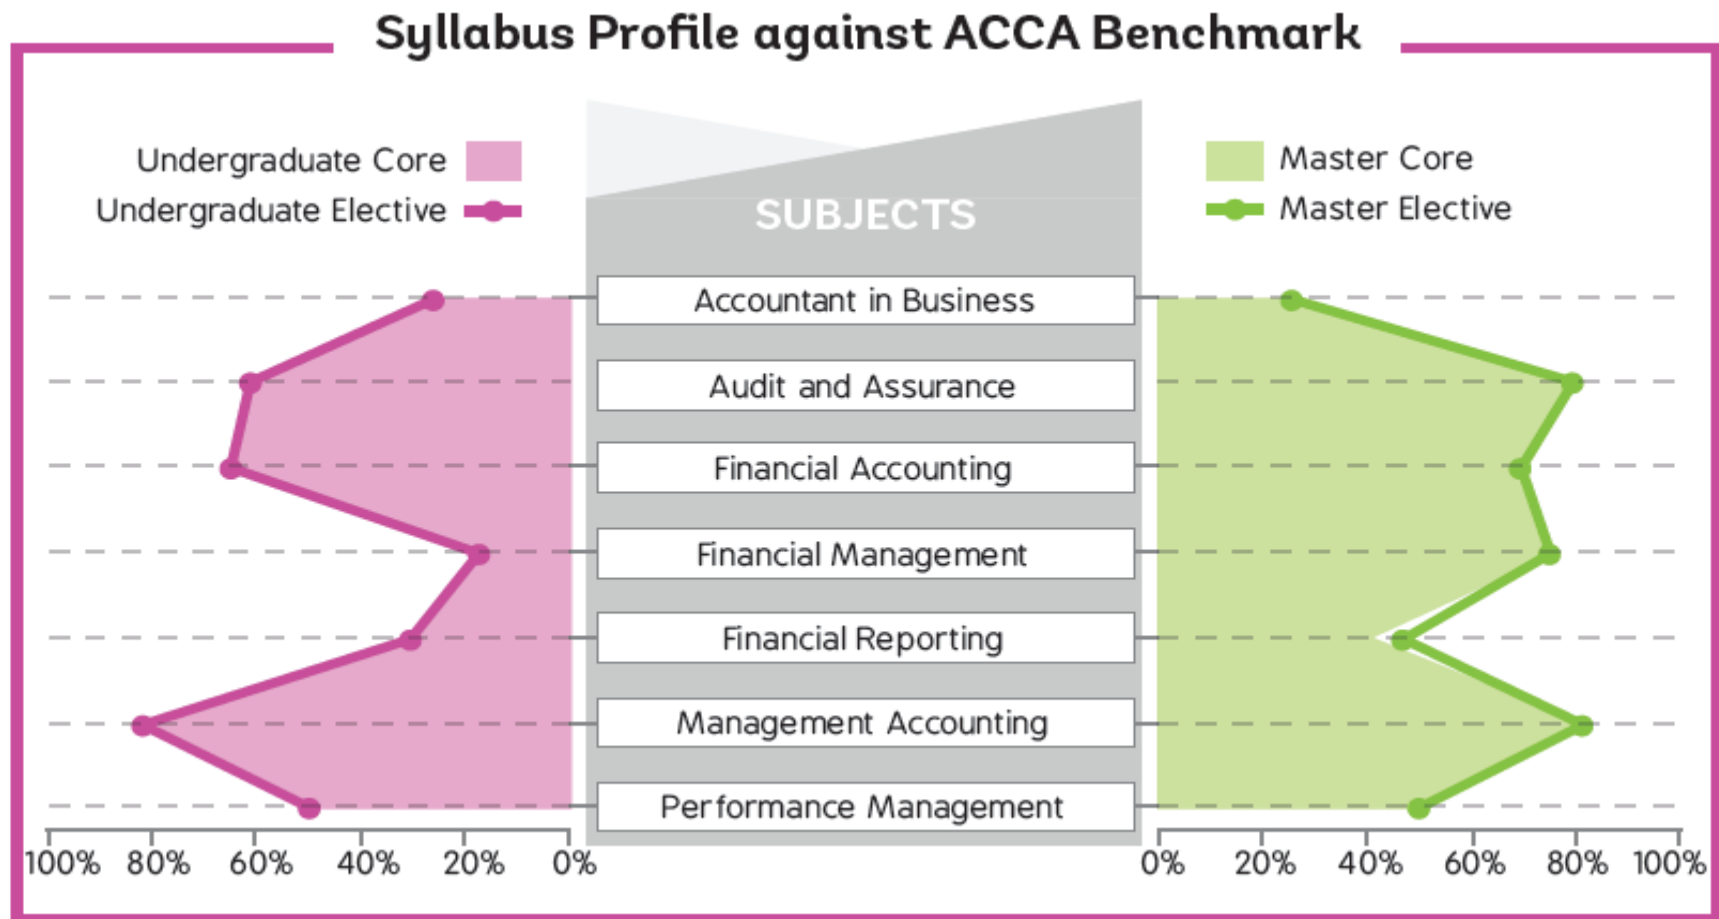 Syllabus Profile against ACCA Benchmark
Undergraduate Core
Undergraduate Elective
SUBJECTS
Master Core
Master Elective
Accountant in Business
Audit and Assurance
Financial Accounting
Financial Management
Financial Reporting
Management Accounting
Performance Management
100% 80% 60% 40% 20% 0%
0% 20% 40% 60% 80% 100%